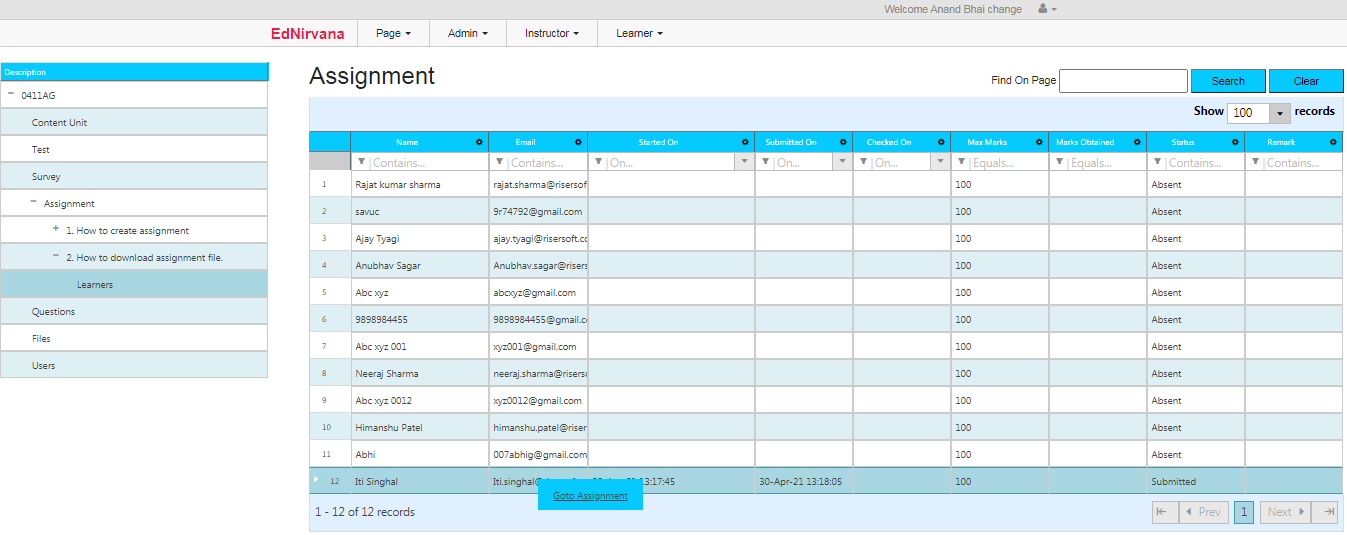 Welcome Anand Bhai change
EdNirvana Page Admin Instructor Learner
Description
0411AG
Content Unit
Test
Survey
Assignment
1. How to create assignment
2. How to download assignment file.
Learners
Questions
Files
Users
Assignment
Find On Page Search Clear
Show 100 records
Name Email Started On Submitted On Checked On Max Marks Marks Obtained Status Remark
Contains... Contains... On... On... On... Equals... Equals... Contains... Contains...
1 Rajat kumar sharma rajat.sharma@risersoft 100 Absent
2 savuc 9r74792@gmail.com 100 Absent
3 Ajay Tyagi ajay.tyagi@risersoft.co 100 Absent
4 Anubhav Sagar Anubhav.sagar@risers 100 Absent
5 Abc xyz abcxyz@gmail.com 100 Absent
6 9898984455 9898984455@gmail.c 100 Absent
7 Abc xyz 001 xyz001@gmail.com 100 Absent
8 Neeraj Sharma neeraj.sharma@riserso 100 Absent
9 Abc xyz 0012 xyz0012@gmail.com 100 Absent
10 Himanshu Patel himanshu.patel@riser 100 Absent
11 Abhi 007abhig@gmail.com 100 Absent
12 Iti Singhal Iti.singhal@ 13:17:45 30-Apr-21 13:18:05 100 Submitted
Goto Assignment
1 - 12 of 12 records Prev 1 Next